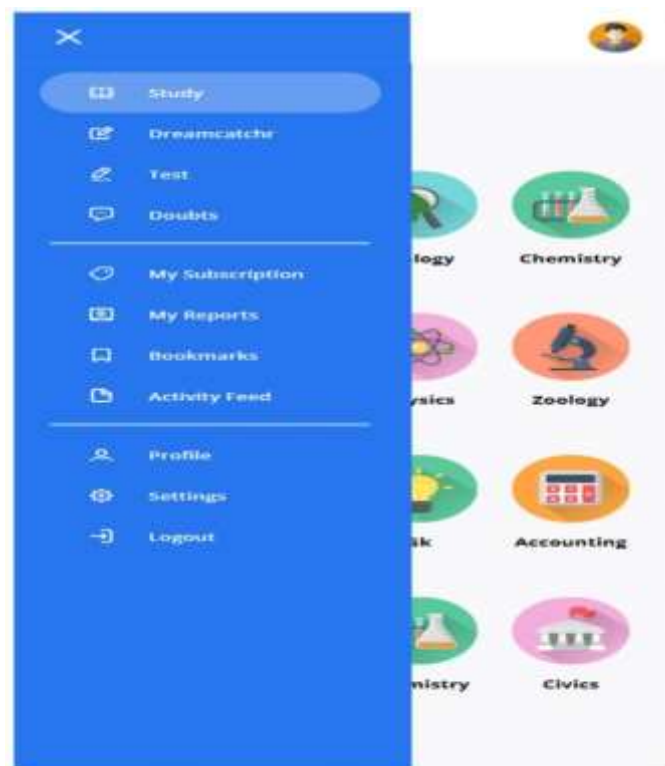 Study
Dreamcatchr
Test
Doubts
My Subscription
My Reports
Bookmarks
Activity Feed
Profile
Settings
Logout
logy
Chemistry
ysics
Zoology
Accounting
mistry
Civics